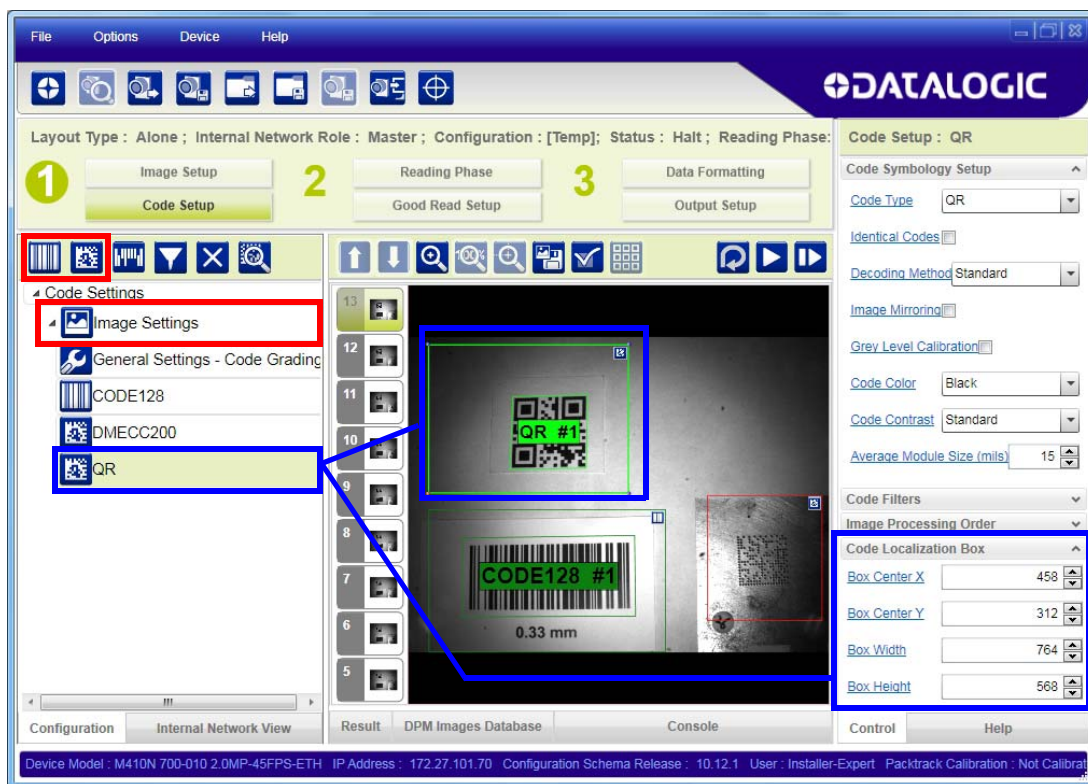 File Options Device Help
DATALOGIC
Layout Type : Alone ; Internal Network Role : Master ; Configuration : [Temp]; Status : Halt ; Reading Phase:
1 Image Setup 2 Reading Phase 3 Data Formatting
Code Setup Good Read Setup Output Setup
Code Settings
Image Settings
General Settings - Code Grading
CODE128
DMECC200
QR
100%
13
12
11
10
9
8
7
6
5
QR #1
CODE128 #1
0.33 mm
Code Setup : QR
Code Symbology Setup
Code Type QR
Identical Codes
Decoding Method Standard
Image Mirroring
Grey Level Calibration
Code Color Black
Code Contrast Standard
Average Module Size (mils) 15
Code Filters
Image Processing Order
Code Localization Box
Box Center X 458
Box Center Y 312
Box Width 764
Box Height 568
Configuration Internal Network View Result DPM Images Database Console Control Help
Device Model : M410N 700-010 2.0MP-45FPS-ETH IP Address : 172.27.101.70 Configuration Schema Release : 10.12.1 User : Installer-Expert Packtrack Calibration : Not Calibra